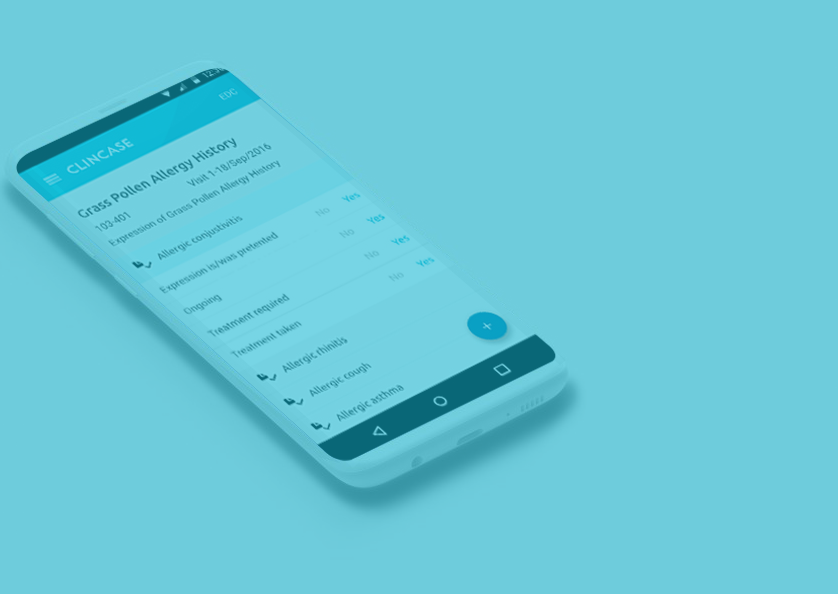 12:3
CLINCASE EDC
Grass Pollen Allergy History
103-401 Visit 1-18/Sep/2016
Expression of Grass Pollen Allergy History
Allergic conjustivitis
Expression is/was pretented No Yes
Ongoing No Yes
Treatment required No Yes
Treatment taken No Yes
Allergic rhinitis
Allergic cough
Allergic asthma